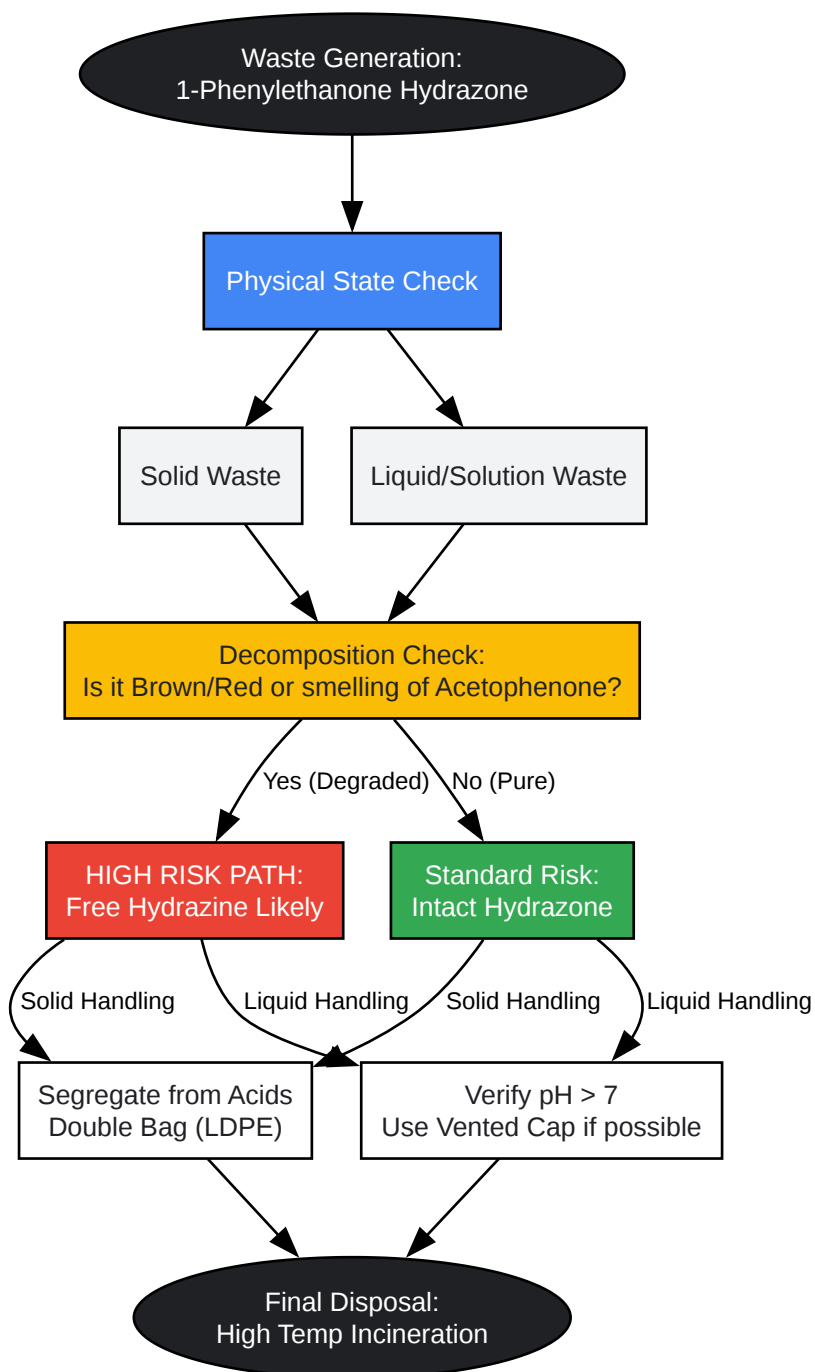 Waste Generation:
1-Phenylethanone Hydrazone
Physical State Check
Solid Waste
Liquid/Solution Waste
Decomposition Check:
Is it Brown/Red or smelling of Acetophenone?
Yes (Degraded)
No (Pure)
HIGH RISK PATH:
Free Hydrazine Likely
Standard Risk:
Intact Hydrazone
Solid Handling
Liquid Handling
Solid Handling
Liquid Handling
Segregate from Acids
Double Bag (LDPE)
Verify pH > 7
Use Vented Cap if possible
Final Disposal:
High Temp Incineration